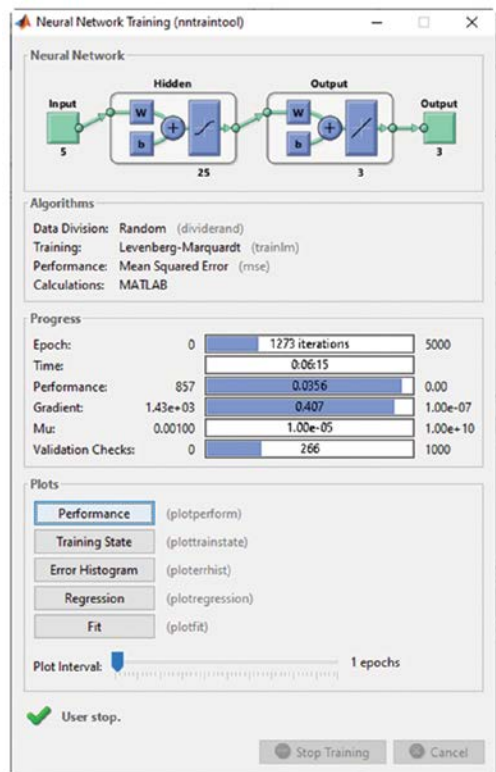 Neural Network Training (nntraintool)
Neural Network
Hidden
Output
Input
W
b
W
b
Output
5
25
3
3
Algorithms
Data Division: Random (dividerand)
Training: Levenberg-Marquardt (trainlm)
Performance: Mean Squared Error (mse)
Calculations: MATLAB
Progress
Epoch: 0 1273 iterations 5000
Time: 0:06:15
Performance: 857 0.0356 0.00
Gradient: 1.43e+03 0.407 1.00e-07
Mu: 0.00100 1.00e-05 1.00e+10
Validation Checks: 0 266 1000
Plots
Performance (plotperform)
Training State (plottrainstate)
Error Histogram (ploterrhist)
Regression (plotregression)
Fit (plotfit)
Plot Interval: 1 epochs
User stop.
Stop Training Cancel